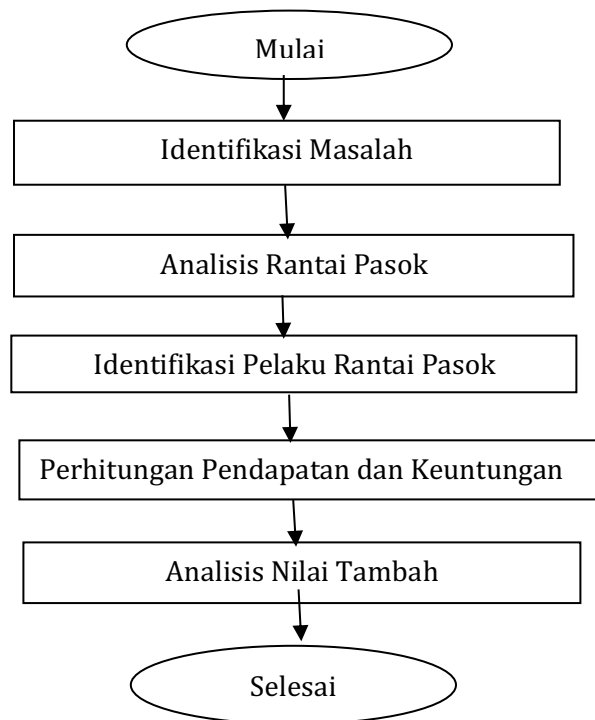 Mulai
Identifikasi Masalah
Analisis Rantai Pasok
Identifikasi Pelaku Rantai Pasok
Perhitungan Pendapatan dan Keuntungan
Analisis Nilai Tambah
Selesai